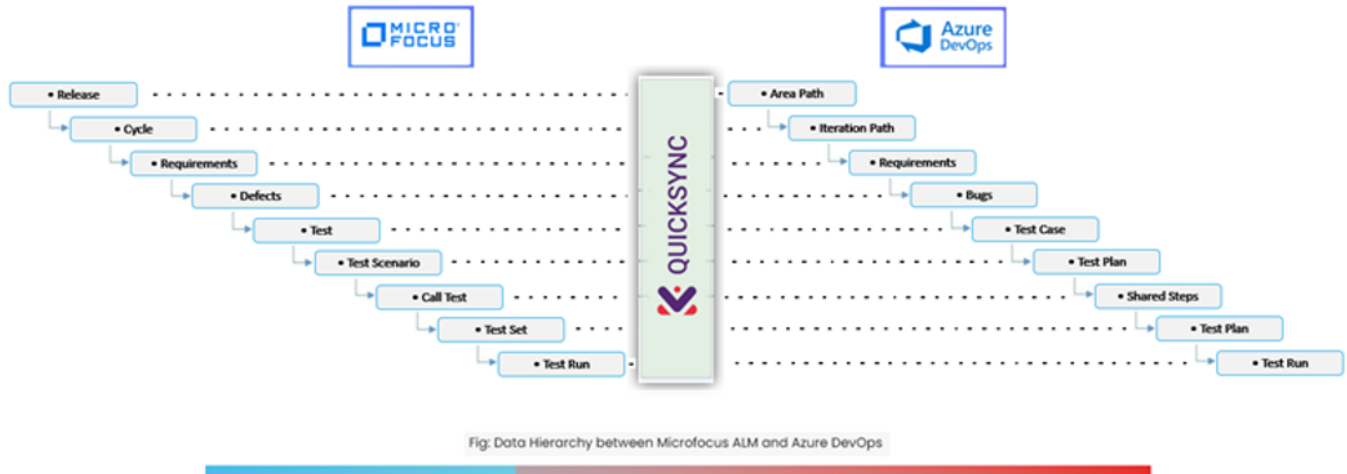 MICRO
FOCUS
Azure
DevOps
• Release
• Area Path
• Cycle
• Iteration Path
• Requirements
• Requirements
• Defects
• Bugs
• Test
• Test Case
• Test Scenario
• Test Plan
• Call Test
• Shared Steps
• Test Set
• Test Plan
• Test Run
• Test Run
QUICKSYNC
Fig: Data Hierarchy between Microfocus ALM and Azure DevOps